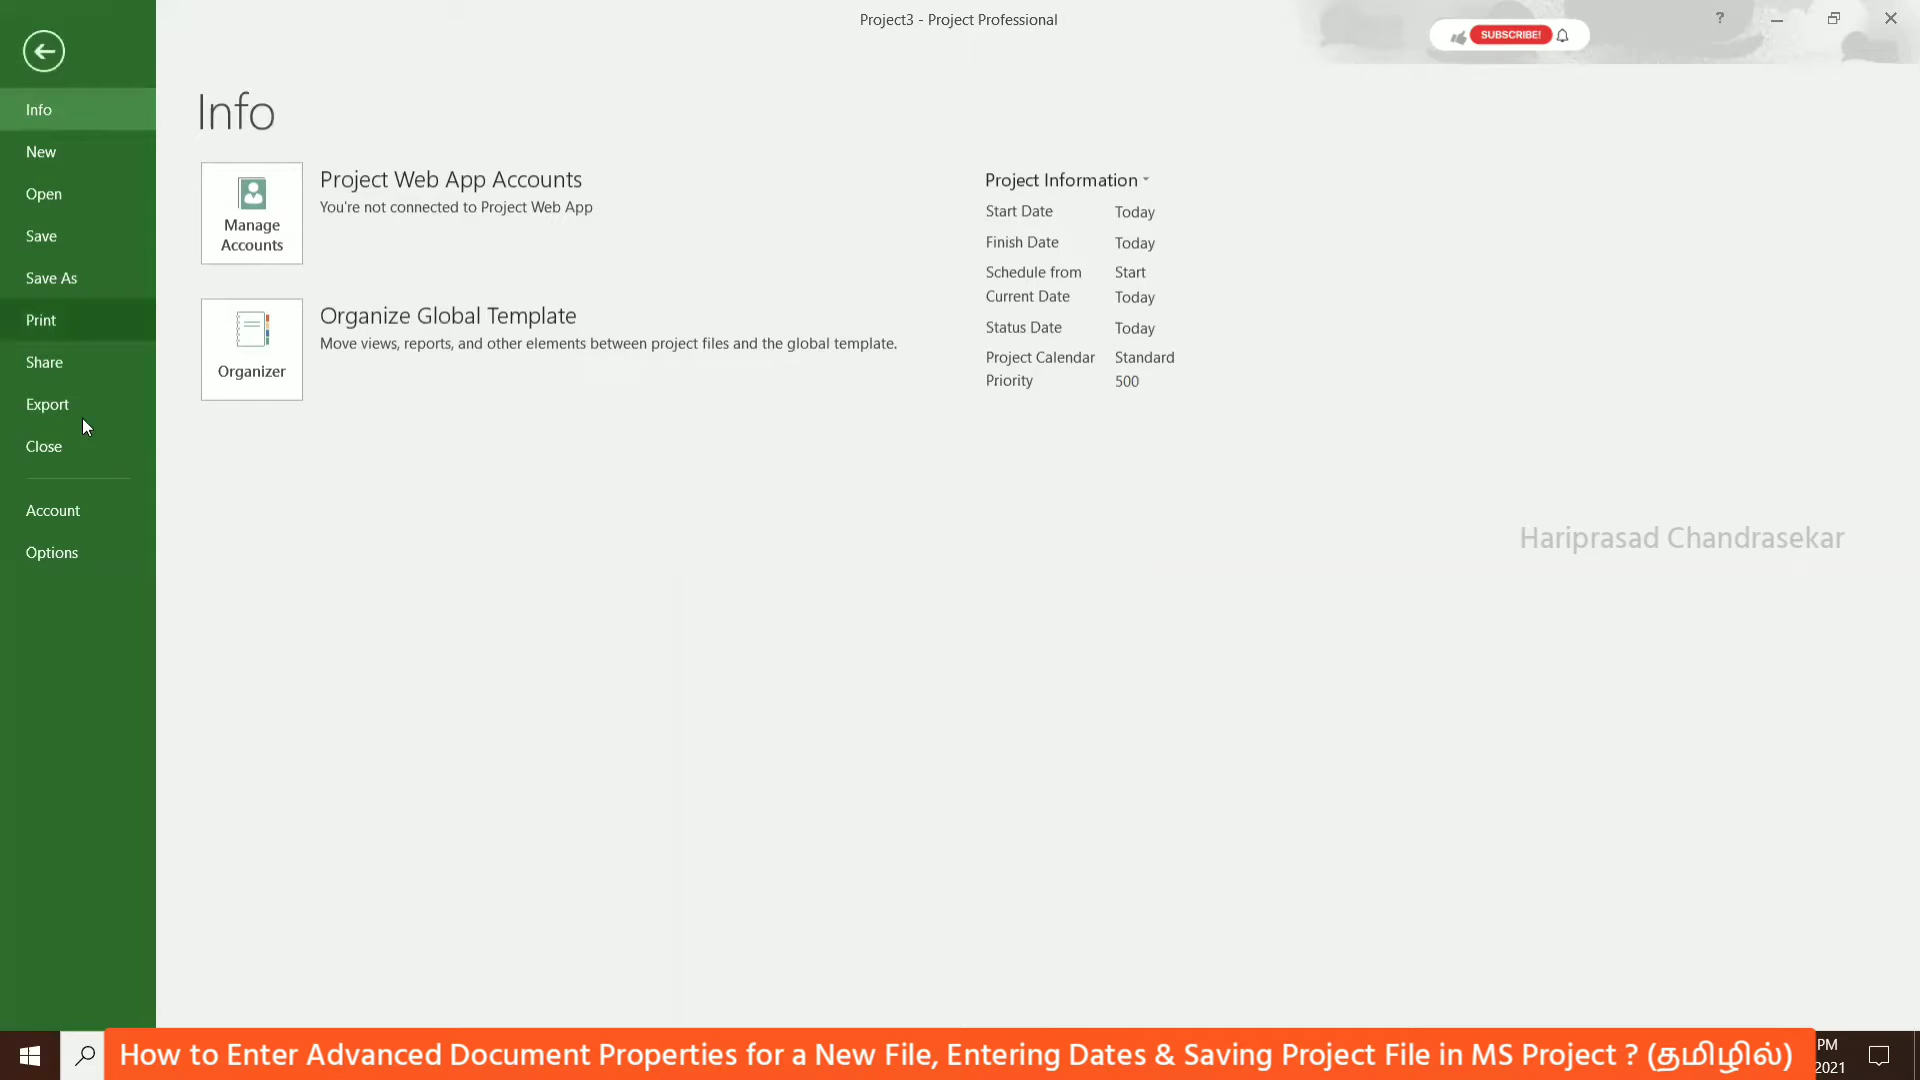 Project3 - Project Professional
?
SUBSCRIBE!
Info
New
Open
Save
Save As
Print
Share
Export
Close
Account
Options
Info
Manage
Accounts
Project Web App Accounts
You're not connected to Project Web App
Organizer
Organize Global Template
Move views, reports, and other elements between project files and the global template.
Project Information
Start Date Today
Finish Date Today
Schedule from Start
Current Date Today
Status Date Today
Project Calendar Standard
Priority 500
Hariprasad Chandrasekar
How to Enter Advanced Document Properties for a New File, Entering Dates & Saving Project File in MS Project ? (தமிழில்)
PM
2021